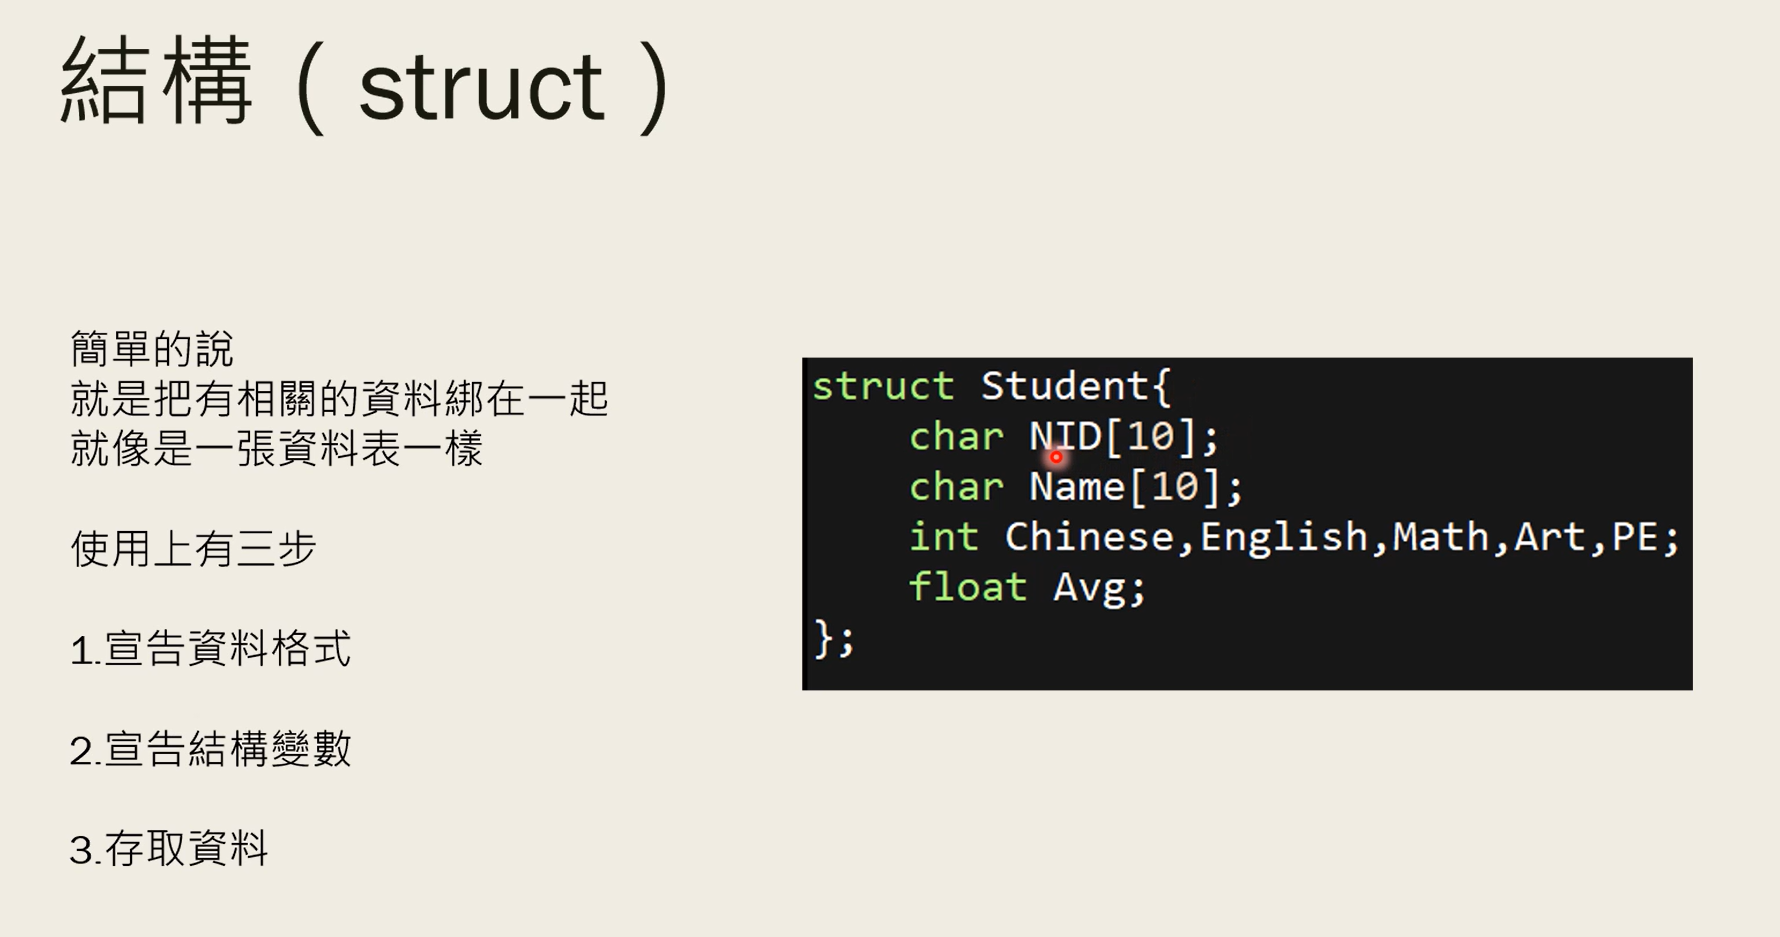 結構（struct）
簡單的說
就是把有相關的資料綁在一起
就像是一張資料表一樣
使用上有三步
1.宣告資料格式
2.宣告結構變數
3.存取資料
struct Student{
    char NID[10];
    char Name[10];
    int Chinese,English,Math,Art,PE;
    float Avg;
};